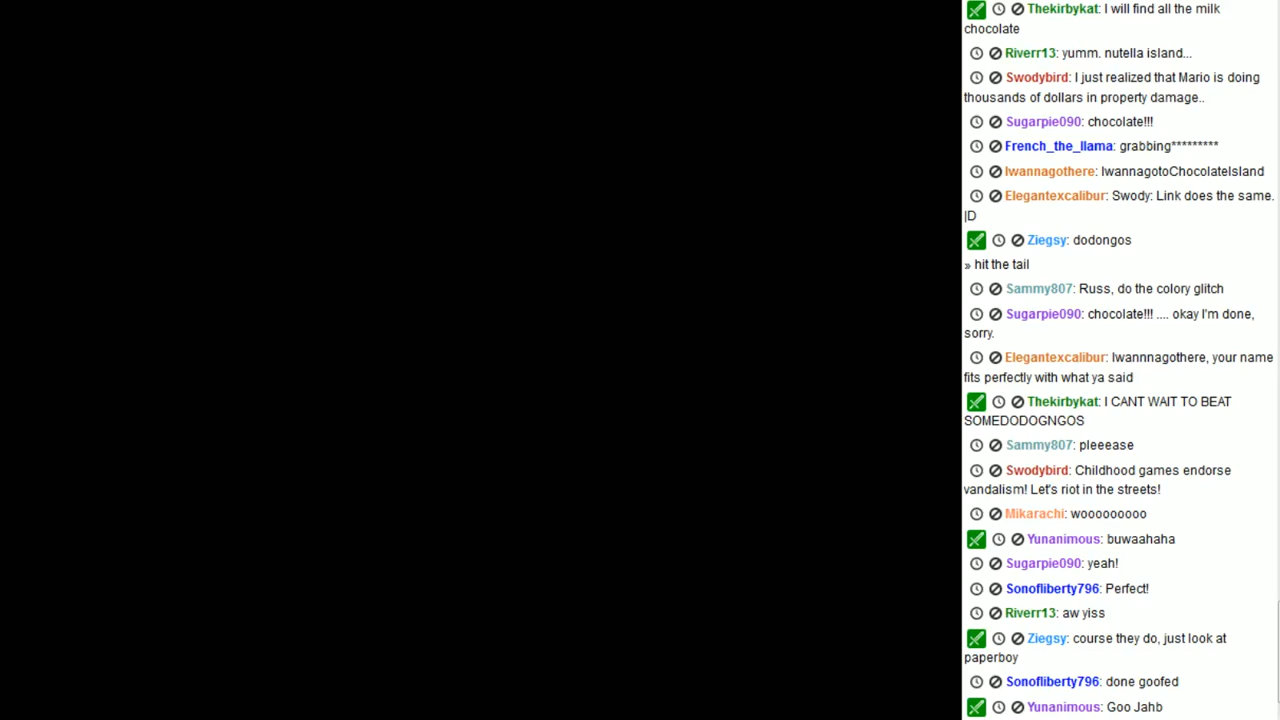 Thekirbykat: I will find all the milk
chocolate
Riverr13: yumm. nutella island...
Swodybird: I just realized that Mario is doing
thousands of dollars in property damage..
Sugarpie090: chocolate!!!
French_the_llama: grabbing*********
Iwannagothere: IwannagotoChocolateIsland
Elegantexcalibur: Swody: Link does the same.
|D
Ziegsy: dodongos
» hit the tail
Sammy807: Russ, do the colory glitch
Sugarpie090: chocolate!!! .... okay I'm done,
sorry.
Elegantexcalibur: Iwannnagothere, your name
fits perfectly with what ya said
Thekirbykat: I CANT WAIT TO BEAT
SOMEDODOGNGOS
Sammy807: pleeease
Swodybird: Childhood games endorse
vandalism! Let's riot in the streets!
Mikarachi: wooooooooo
Yunanimous: buwaahaha
Sugarpie090: yeah!
Sonofliberty796: Perfect!
Riverr13: aw yiss
Ziegsy: course they do, just look at
paperboy
Sonofliberty796: done goofed
Yunanimous: Goo Jahb